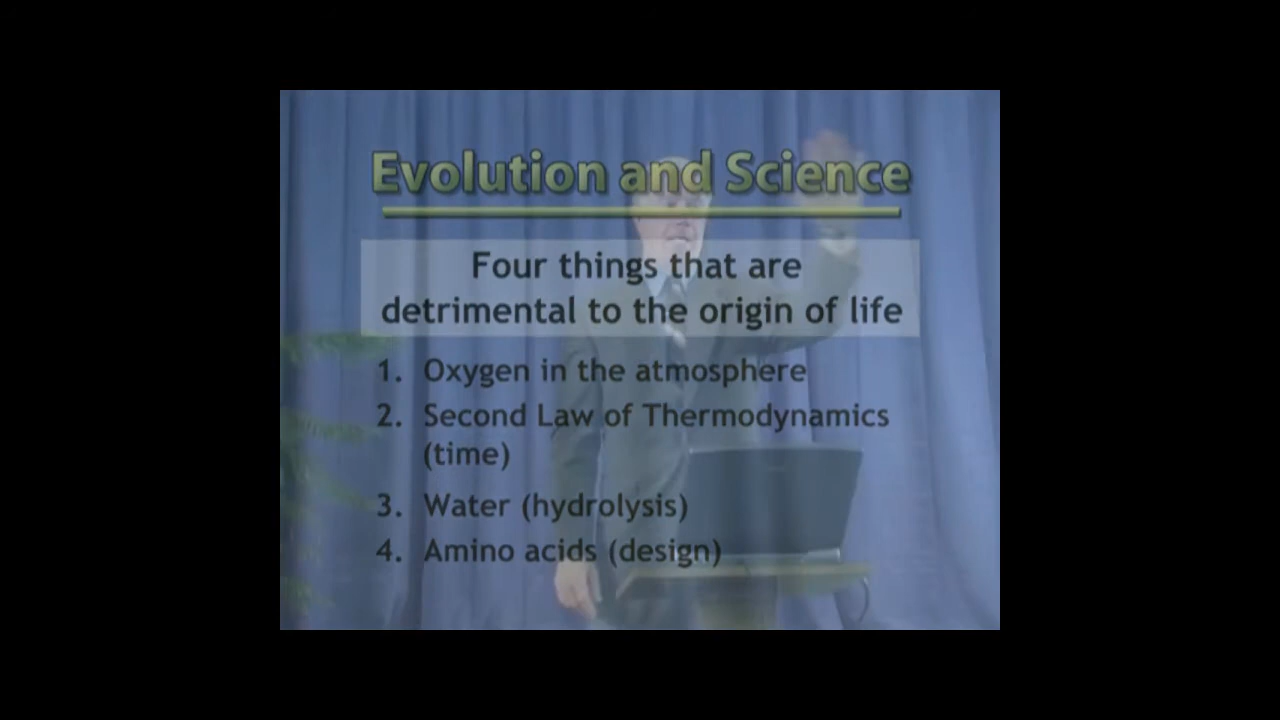 Evolution and Science
Four things that are
detrimental to the origin of life
1. Oxygen in the atmosphere
2. Second Law of Thermodynamics
(time)
3. Water (hydrolysis)
4. Amino acids (design)